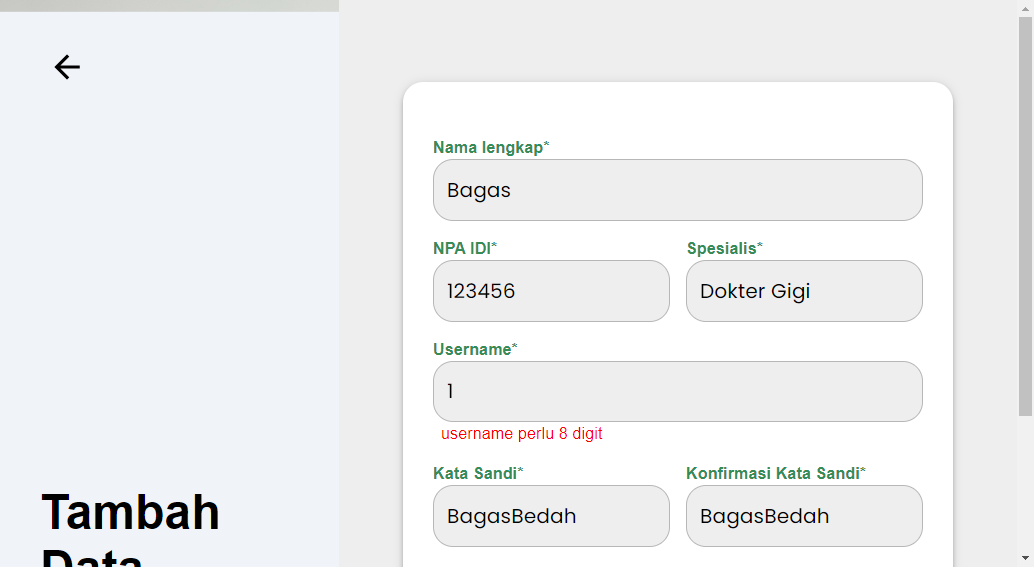 Nama lengkap*
Bagas
NPA IDI* Spesialis*
123456 Dokter Gigi
Username*
1
username perlu 8 digit
Kata Sandi* Konfirmasi Kata Sandi*
BagasBedah BagasBedah
Tambah
Data